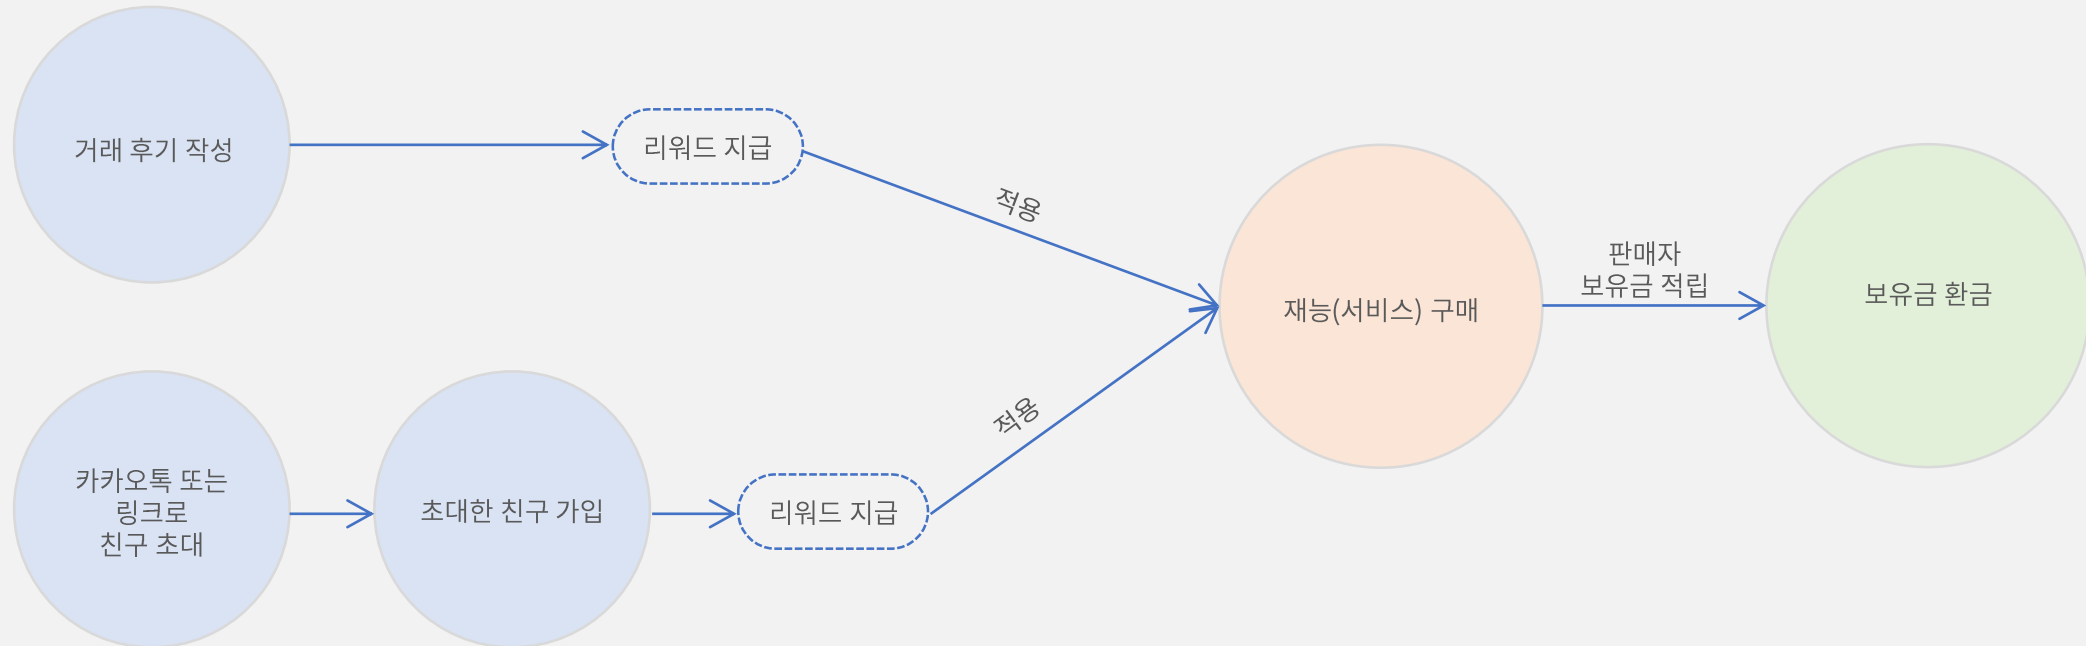 거래 후기 작성
리워드 지급
적용
재능(서비스) 구매
판매자
보유금 적립
보유금 환금
카카오톡 또는
링크로
친구 초대
초대한 친구 가입
리워드 지급
적용